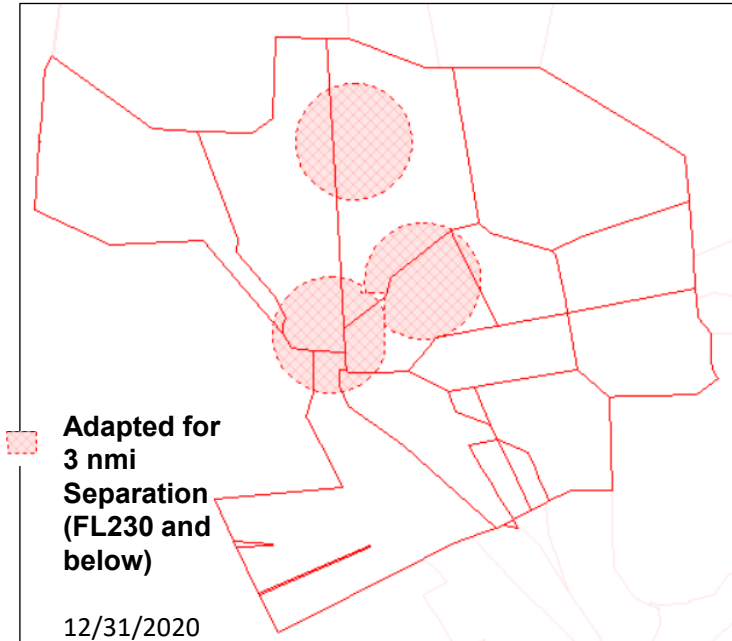 Adapted for
3 nmi
Separation
(FL230 and
below)
12/31/2020